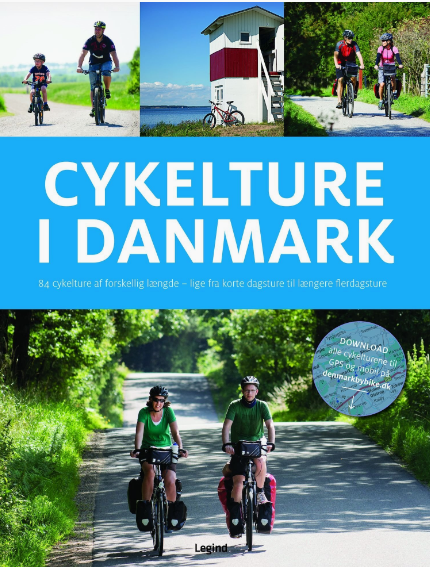 CYKELTURE
I DANMARK
84 cykelture af forskellig længde – lige fra korte dagsture til længere flerdagsture
DOWNLOAD
alle cykelturene til
GPS og mobil på
denmarkbybike.dk
Legind